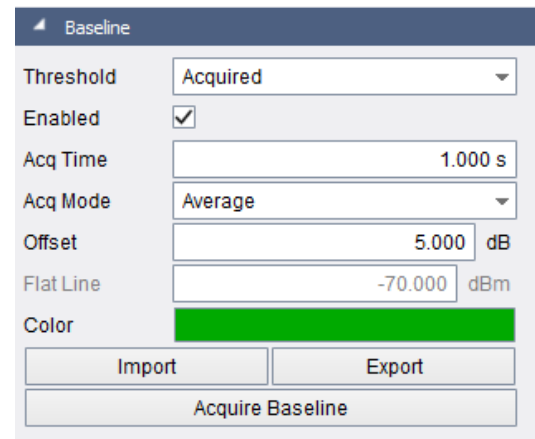 Baseline
Threshold Acquired
Enabled
Acq Time 1.000 s
Acq Mode Average
Offset 5.000 dB
Flat Line -70.000 dBm
Color
Import Export
Acquire Baseline